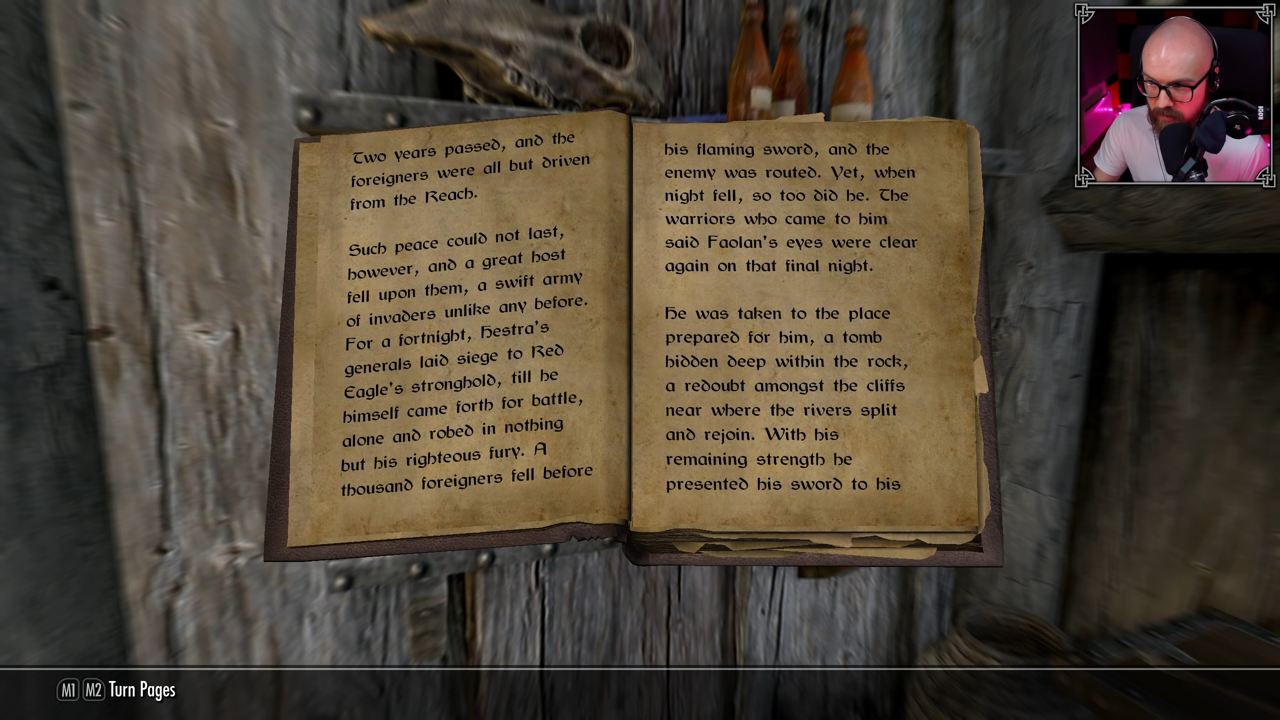 Two years passed, and the
foreigners were all but driven
from the Reach.
Such peace could not last,
however, and a great host
fell upon them, a swift army
of invaders unlike any before.
For a fortnight, Hestra's
generals laid siege to Red
Eagle's stronghold, till he
himself came forth for battle,
alone and robed in nothing
but his righteous fury. A
thousand foreigners fell before
his flaming sword, and the
enemy was routed. Yet, when
night fell, so too did he. The
warriors who came to him
said Faolan's eyes were clear
again on that final night.
He was taken to the place
prepared for him, a tomb
hidden deep within the rock,
a redoubt amongst the cliffs
near where the rivers split
and rejoin. With his
remaining strength he
presented his sword to his
M1 M2 Turn Pages